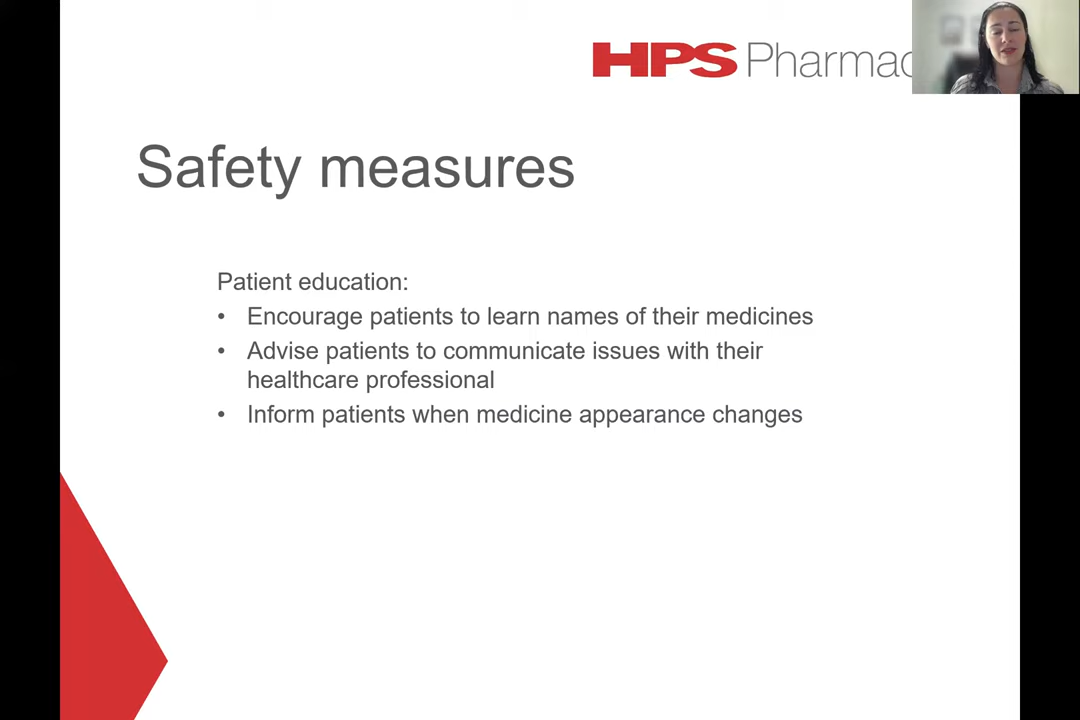 HPS Pharmac
Safety measures
Patient education:
• Encourage patients to learn names of their medicines
• Advise patients to communicate issues with their
healthcare professional
• Inform patients when medicine appearance changes